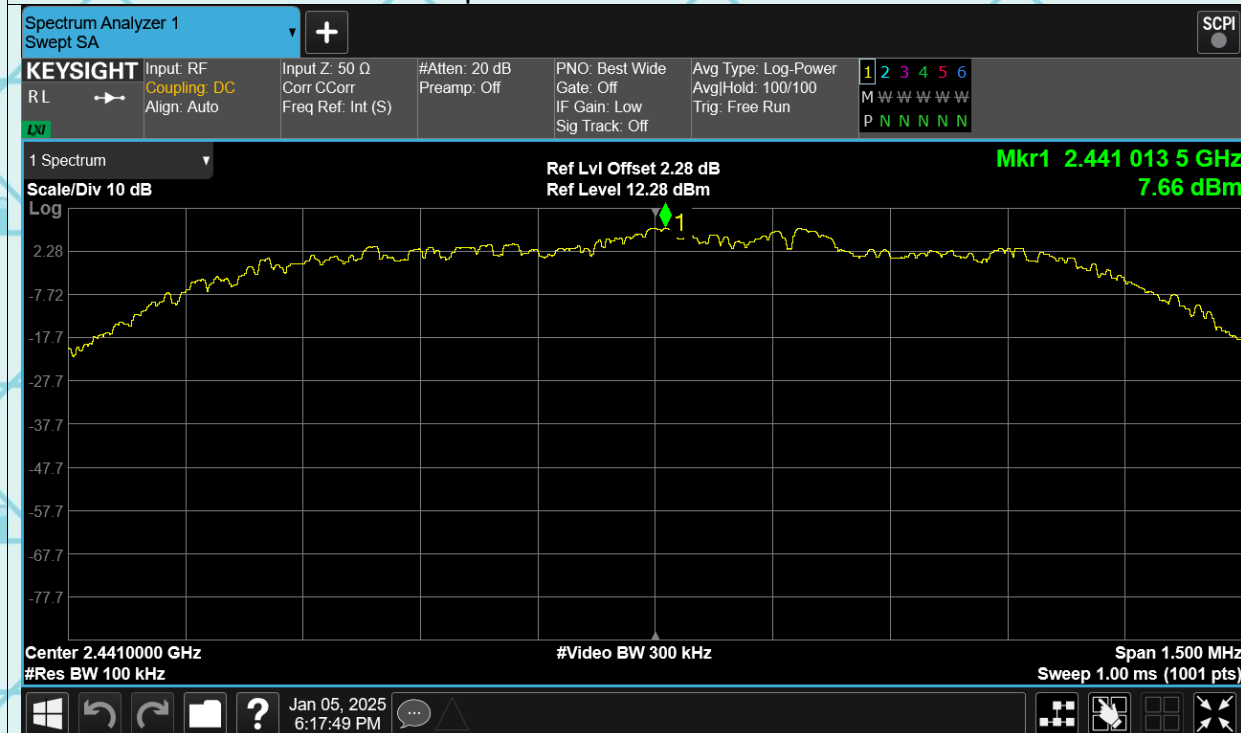 Spectrum Analyzer 1
Swept SA
+
SCPI
KEYSIGHT
R L
LXI
Input: RF
Coupling: DC
Align: Auto
Input Z: 50 Ω
Corr CCorr
Freq Ref: Int (S)
#Atten: 20 dB
Preamp: Off
PNO: Best Wide
Gate: Off
IF Gain: Low
Sig Track: Off
Avg Type: Log-Power
Avg|Hold: 100/100
Trig: Free Run
1 2 3 4 5 6
M W W W W W
P N N N N N N
1 Spectrum
Scale/Div 10 dB
Ref Lvl Offset 2.28 dB
Ref Level 12.28 dBm
Mkr1 2.441 013 5 GHz
7.66 dBm
Log
1
2.28
-7.72
-17.7
-27.7
-37.7
-47.7
-57.7
-67.7
-77.7
Center 2.4410000 GHz
#Video BW 300 kHz
Span 1.500 MHz
#Res BW 100 kHz
Sweep 1.00 ms (1001 pts)
?
Jan 05, 2025
6:17:49 PM